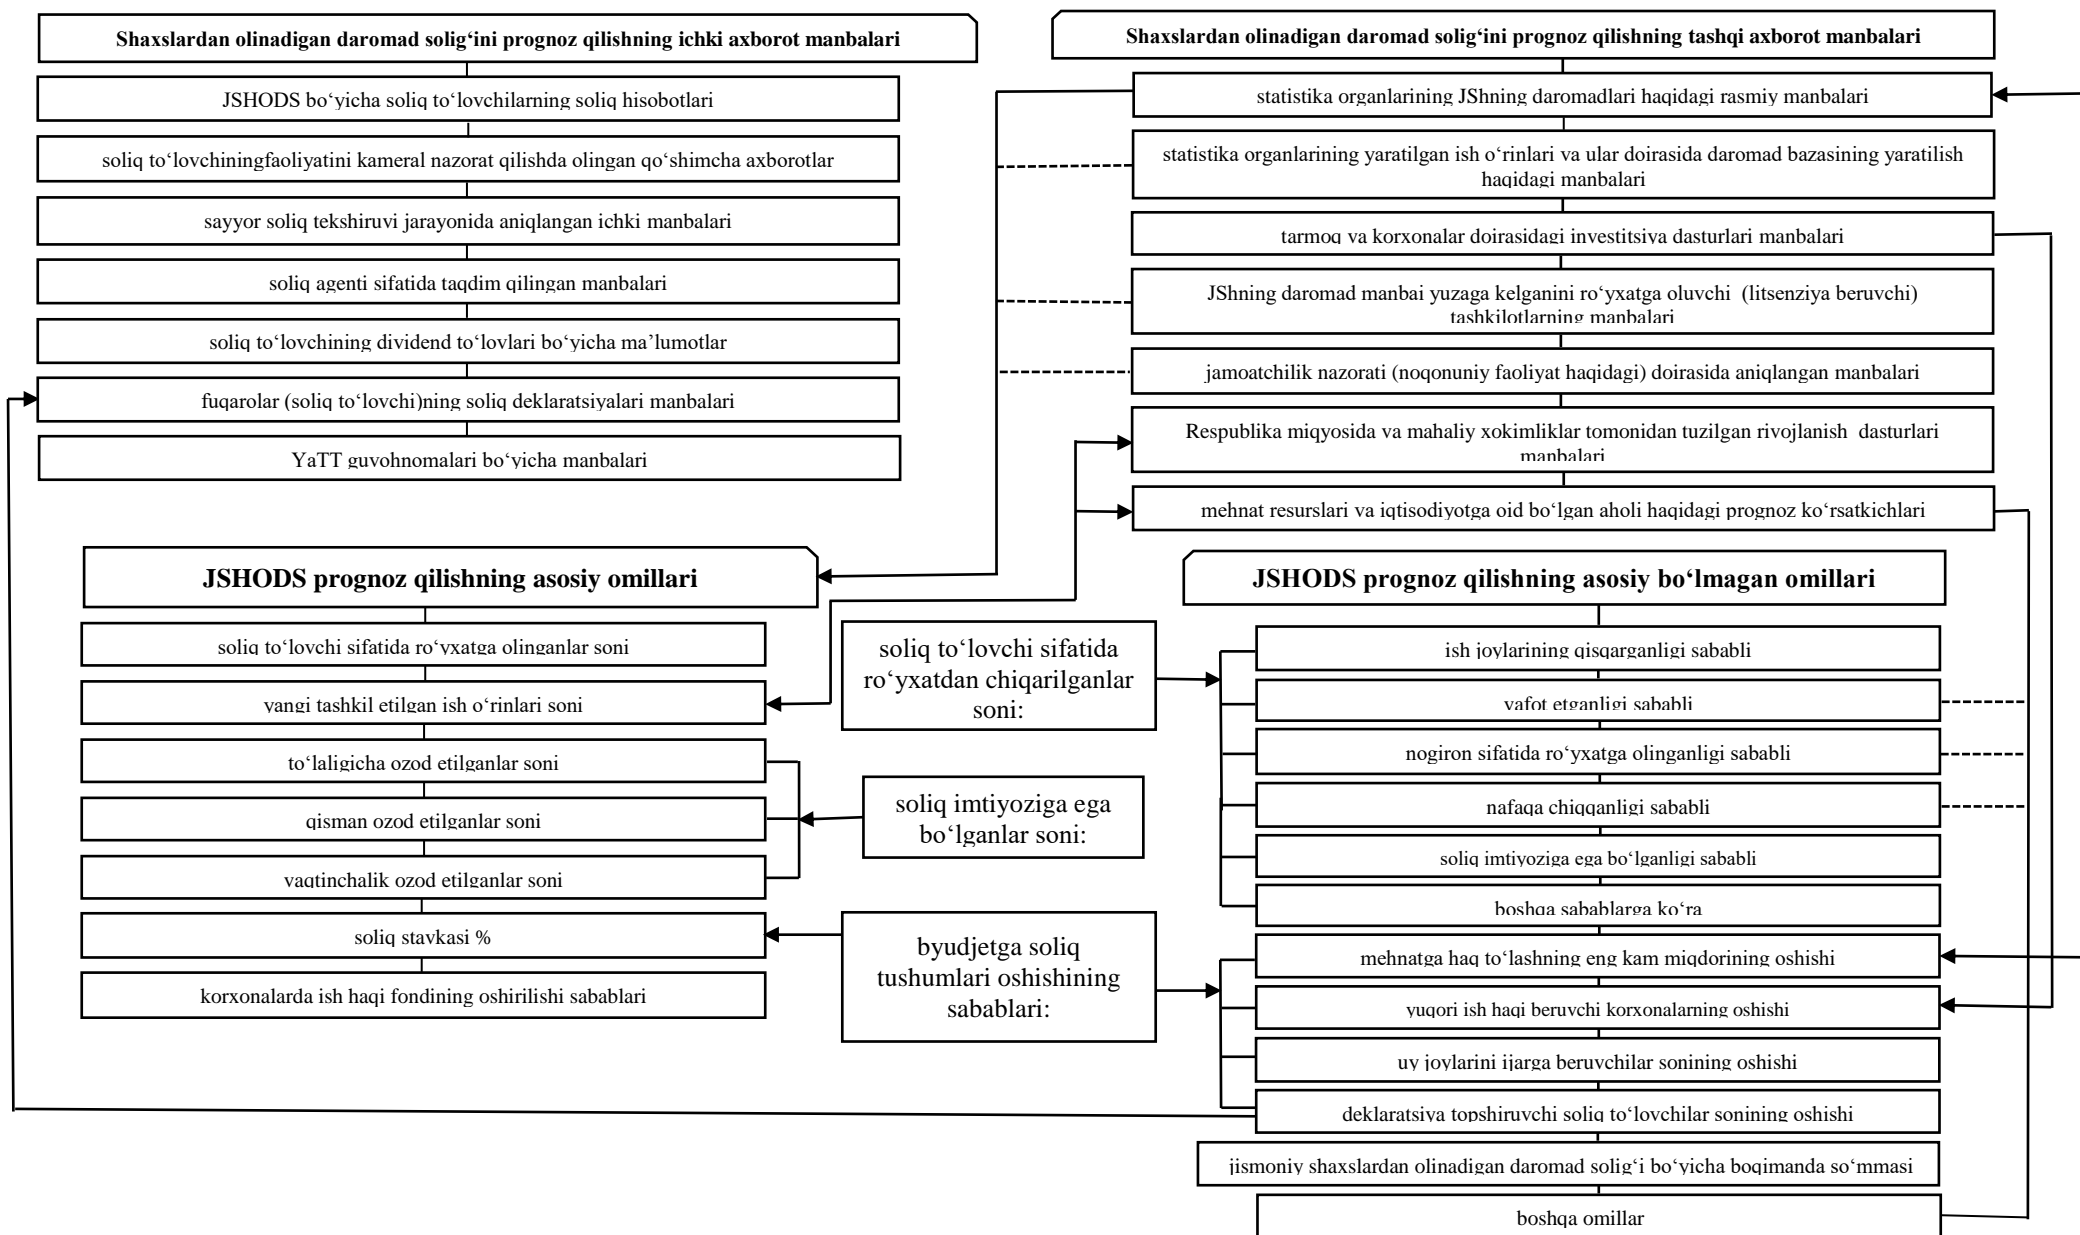 Shaxslardan olinadigan daromad solig‘ini prognoz qilishning ichki axborot manbalari
JSHODS bo‘yicha soliq to‘lovchilarning soliq hisobotlari
soliq to‘lovchiningfaoliyatini kameral nazorat qilishda olingan qo‘shimcha axborotlar
sayyor soliq tekshiruvi jarayonida aniqlangan ichki manbalari
soliq agenti sifatida taqdim qilingan manbalari
soliq to‘lovchining dividend to‘lovlari bo‘yicha ma’lumotlar
fuqarolar (soliq to‘lovchi)ning soliq deklaratsiyalari manbalari
YaTT guvohnomalari bo‘yicha manbalari
Shaxslardan olinadigan daromad solig‘ini prognoz qilishning tashqi axborot manbalari
statistika organlarining JShning daromadlari haqidagi rasmiy manbalari
statistika organlarining yaratilgan ish o‘rinlari va ular doirasida daromad bazasining yaratilish
haqidagi manbalari
tarmoq va korxonalar doirasidagi investitsiya dasturlari manbalari
JShning daromad manbai yuzaga kelganini ro‘yxatga oluvchi (litsenziya beruvchi)
tashkilotlarning manbalari
jamoatchilik nazorati (noqonuniy faoliyat haqidagi) doirasida aniqlangan manbalari
Respublika miqyosida va mahaliy xokimliklar tomonidan tuzilgan rivojlanish dasturlari
manbalari
mehnat resurslari va iqtisodiyotga oid bo‘lgan aholi haqidagi prognoz ko‘rsatkichlari
JSHODS prognoz qilishning asosiy omillari
soliq to‘lovchi sifatida ro‘yxatga olinganlar soni
yangi tashkil etilgan ish o‘rinlari soni
to‘laligicha ozod etilganlar soni
qisman ozod etilganlar soni
vaqtinchalik ozod etilganlar soni
soliq stavkasi %
korxonalarda ish haqi fondining oshirilishi sabablari
soliq to‘lovchi sifatida
ro‘yxatdan chiqarilganlar
soni:
soliq imtiyoziga ega
bo‘lganlar soni:
byudjetga soliq
tushumlari oshishining
sabablari:
JSHODS prognoz qilishning asosiy bo‘lmagan omillari
ish joylarining qisqarganligi sababli
vafot etganligi sababli
nogiron sifatida ro‘yxatga olinganligi sababli
nafaqa chiqqanligi sababli
soliq imtiyoziga ega bo‘lganligi sababli
boshqa sabablarga ko‘ra
mehnatga haq to‘lashning eng kam miqdorining oshishi
yuqori ish haqi beruvchi korxonalarning oshishi
uy joylarini ijarga beruvchilar sonining oshishi
deklaratsiya topshiruvchi soliq to‘lovchilar sonining oshishi
jismoniy shaxslardan olinadigan daromad solig‘i bo‘yicha boqimanda so‘mmasi
boshqa omillar